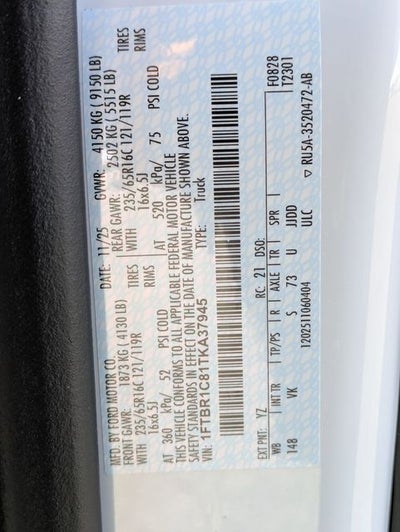 MFD. BY FORD MOTOR CO. DATE: 11/25 GVWR: 4150 KG ( 9150 LB)
FRONT GAWR: 1873 KG ( 4130 LB) REAR GAWR: 2502 KG ( 5515 LB)
WITH 235/65R16C 121/119R TIRES WITH 235/65R16C 121/119R TIRES
16x6.5J RIMS 16x6.5J RIMS
AT 360 kPa/ 52 PSI COLD AT 520 kPa/ 75 PSI COLD
THIS VEHICLE CONFORMS TO ALL APPLICABLE FEDERAL MOTOR VEHICLE
SAFETY STANDARDS IN EFFECT ON THE DATE OF MANUFACTURE SHOWN ABOVE.
VIN: 1FTBR1C81TKA37945 TYPE: Truck
EXT PNT: YZ RC: 21 DSO: F0828
WB INT TR TP/PS R AXLE TR SPR T2301
148 VK S 73 U JJDD
1202511060404 ULC ▽ RU5A-3520472-AB